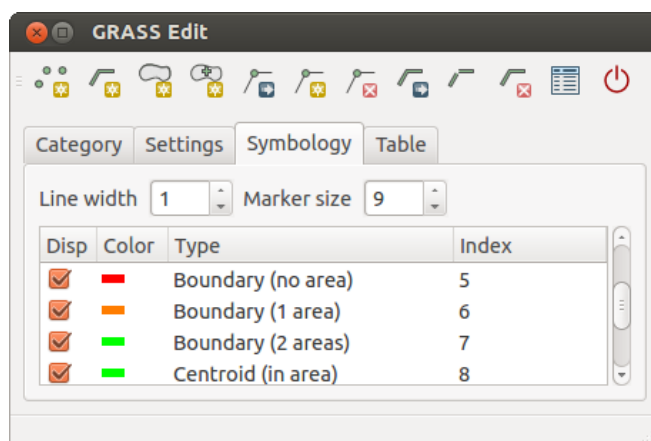 GRASS Edit
Category Settings Symbology Table
Line width 1 Marker size 9
Disp Color Type Index
Boundary (no area) 5
Boundary (1 area) 6
Boundary (2 areas) 7
Centroid (in area) 8